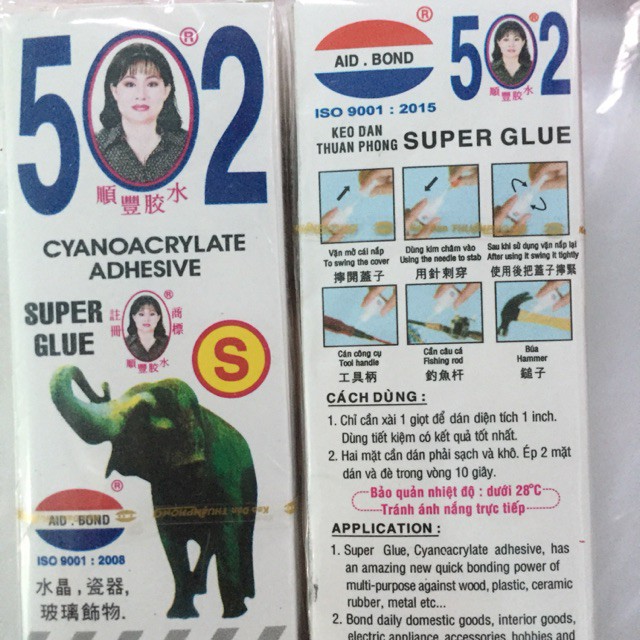 502®
順豐胶水
CYANOACRYLATE
ADHESIVE
SUPER
GLUE
註冊
商標
®
順豐胶水
S
®
AID . BOND
ISO 9001 : 2008
水晶,瓷器,
玻璃飾物.
®
AID . BOND
502®
順豐胶水
ISO 9001 : 2015
KEO DAN
THUAN PHONG
SUPER GLUE
Vặn mở cái nắp
To swing the cover
擰開蓋子
Dùng kim châm vào
Using the needle to stab
用針刺穿
Sau khi sử dụng vặn nắp lại
After using it swing it tightly
使用後把蓋子擰緊
Cán công cụ
Tool handle
工具柄
Cần câu cá
Fishing rod
釣魚杆
Búa
Hammer
鎚子
CÁCH DÙNG :
1. Chỉ cần xài 1 giọt để dán diện tích 1 inch.
Dùng tiết kiệm có kết quả tốt nhất.
2. Hai mặt cần dán phải sạch và khô. Ép 2 mặt
dán và đè trong vòng 10 giây.
Bảo quản nhiệt độ : dưới 28°C
Tránh ánh nắng trực tiếp
APPLICATION :
1. Super Glue, Cyanoacrylate adhesive, has
an amazing new quick bonding power of
multi-purpose against wood, plastic, ceramic
rubber, metal etc...
2. Bond daily domestic goods, interior goods,
electric appliance, accessories, hobbies and